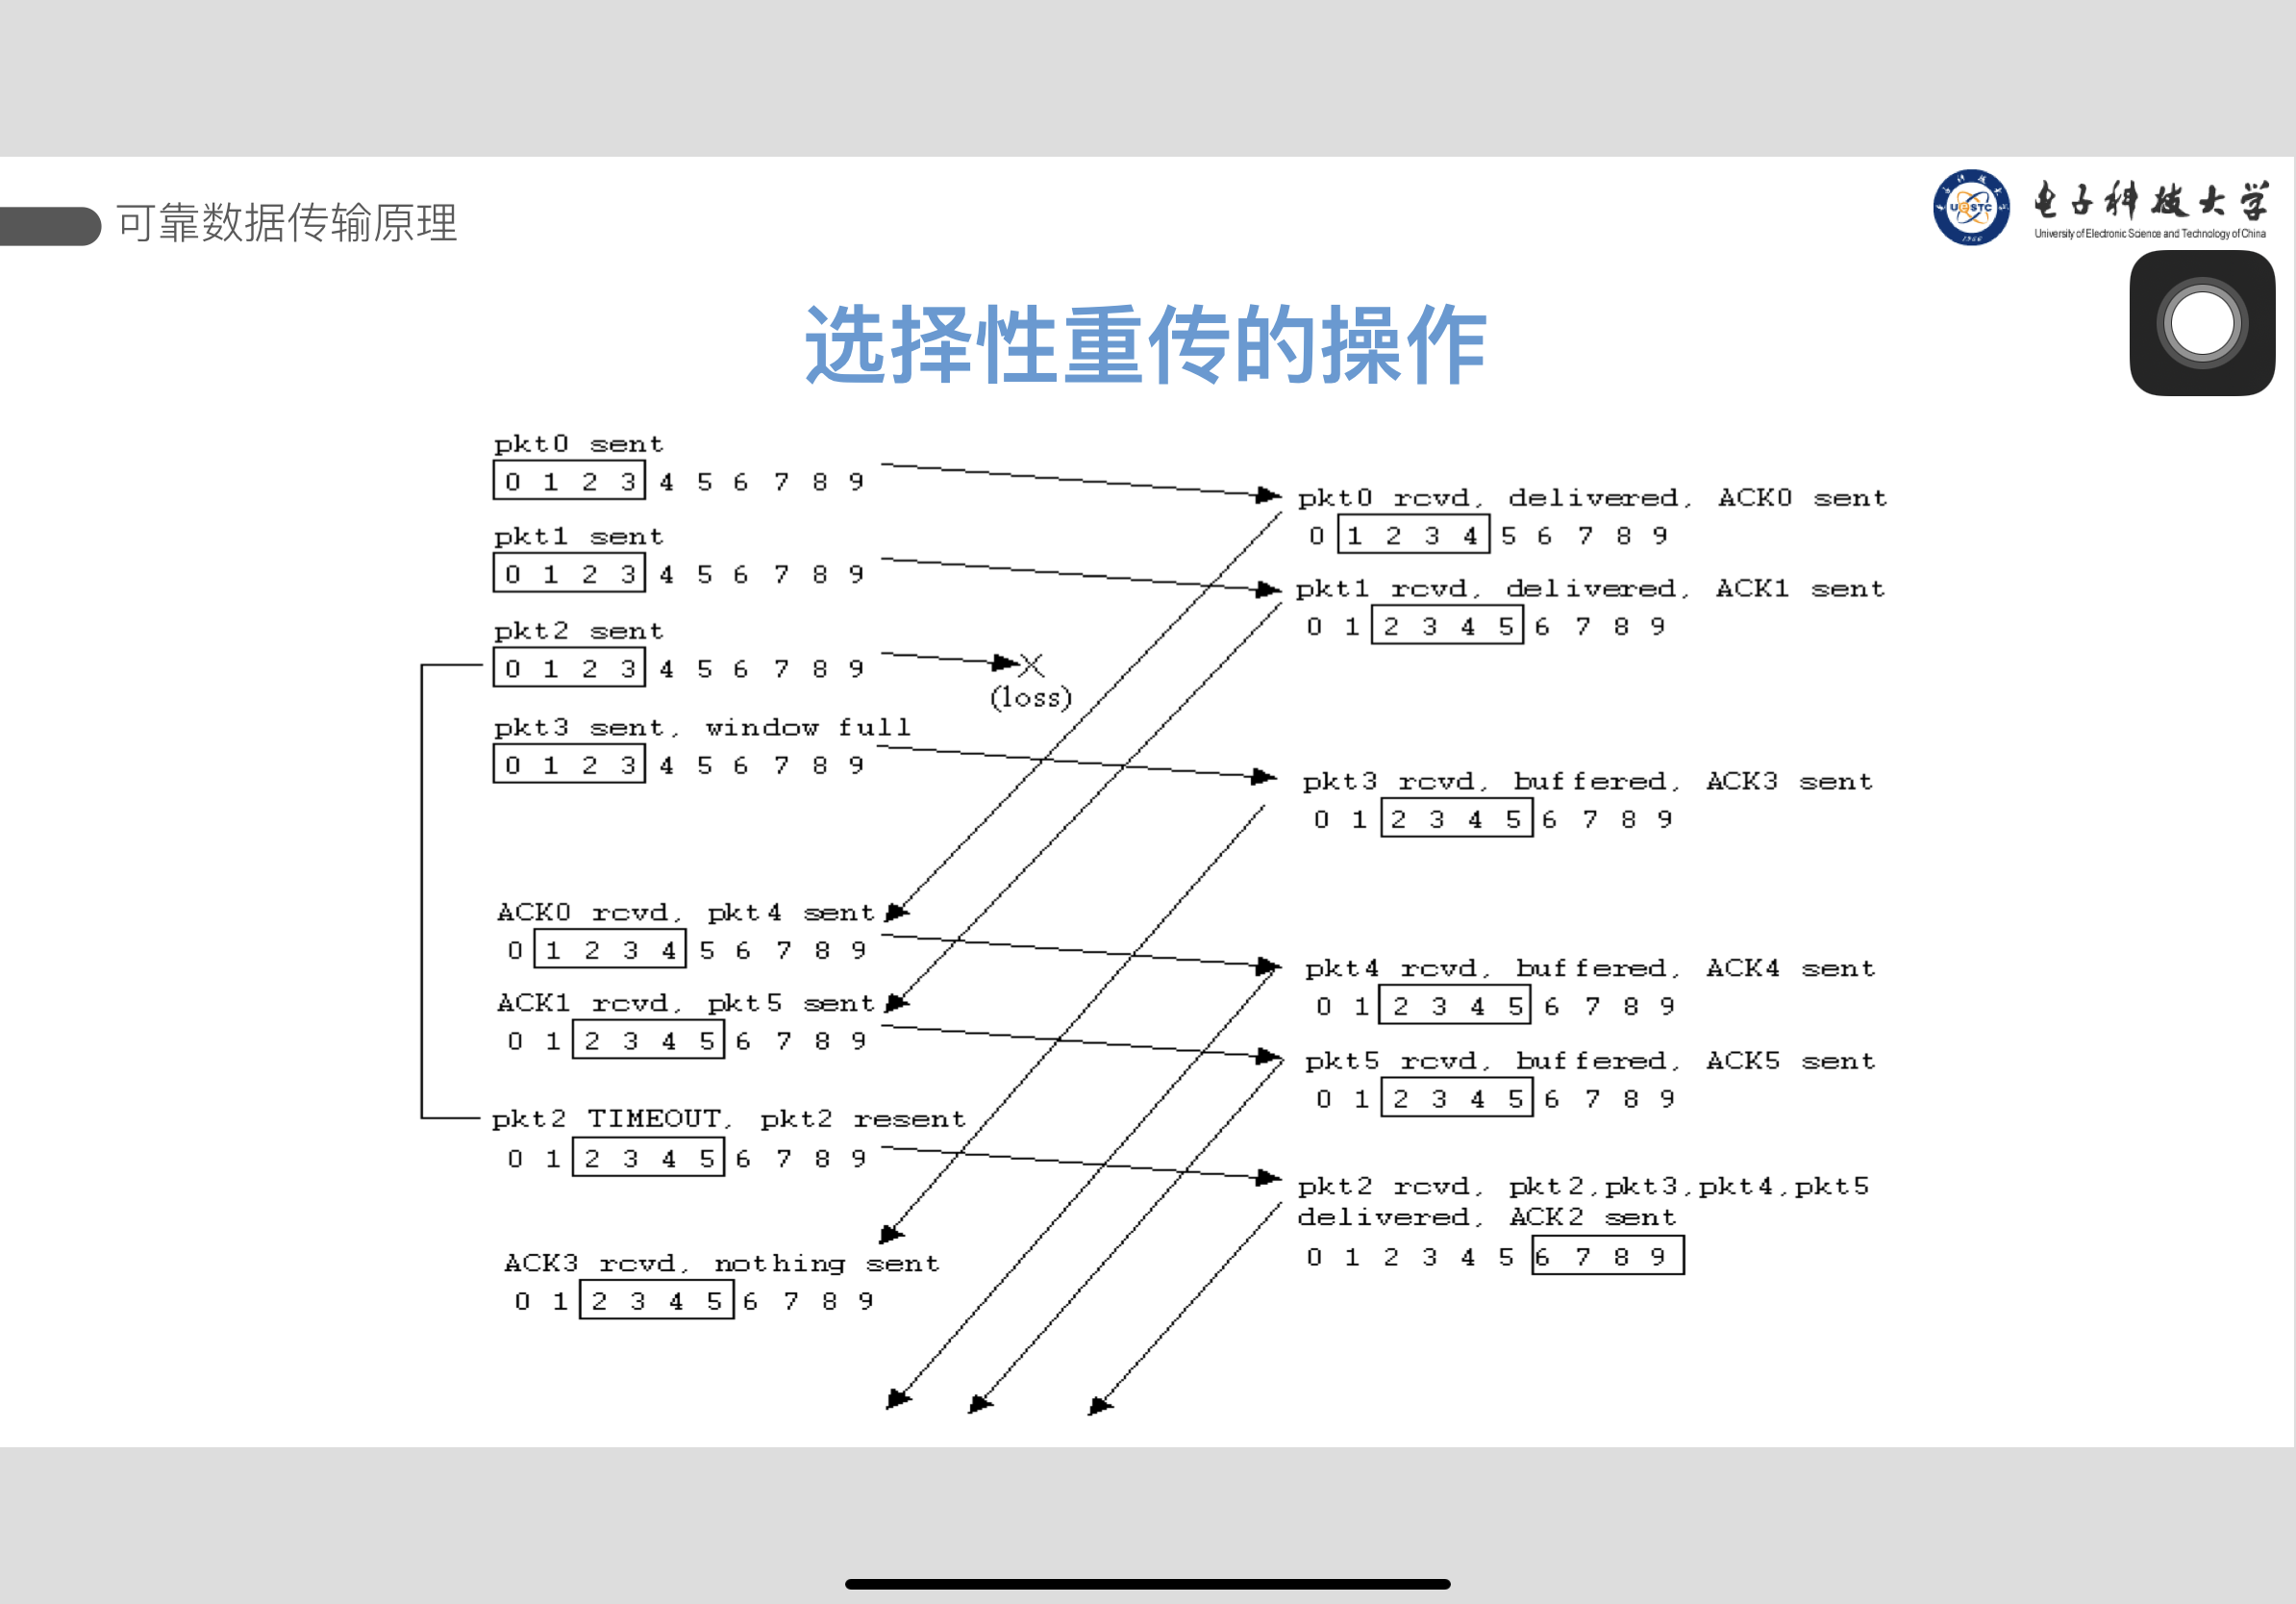 可靠数据传输原理
电子科技大学
University of Electronic Science and Technology of China
UESTC
1956
选择性重传的操作
pkt0 sent
0 1 2 3 4 5 6 7 8 9
pkt0 rcvd, delivered, ACK0 sent
0 1 2 3 4 5 6 7 8 9
pkt1 sent
0 1 2 3 4 5 6 7 8 9
pkt1 rcvd, delivered, ACK1 sent
0 1 2 3 4 5 6 7 8 9
pkt2 sent
0 1 2 3 4 5 6 7 8 9
X
(loss)
pkt3 sent, window full
0 1 2 3 4 5 6 7 8 9
pkt3 rcvd, buffered, ACK3 sent
0 1 2 3 4 5 6 7 8 9
ACK0 rcvd, pkt4 sent
0 1 2 3 4 5 6 7 8 9
pkt4 rcvd, buffered, ACK4 sent
0 1 2 3 4 5 6 7 8 9
ACK1 rcvd, pkt5 sent
0 1 2 3 4 5 6 7 8 9
pkt5 rcvd, buffered, ACK5 sent
0 1 2 3 4 5 6 7 8 9
pkt2 TIMEOUT, pkt2 resent
0 1 2 3 4 5 6 7 8 9
pkt2 rcvd, pkt2,pkt3,pkt4,pkt5
delivered, ACK2 sent
0 1 2 3 4 5 6 7 8 9
ACK3 rcvd, nothing sent
0 1 2 3 4 5 6 7 8 9